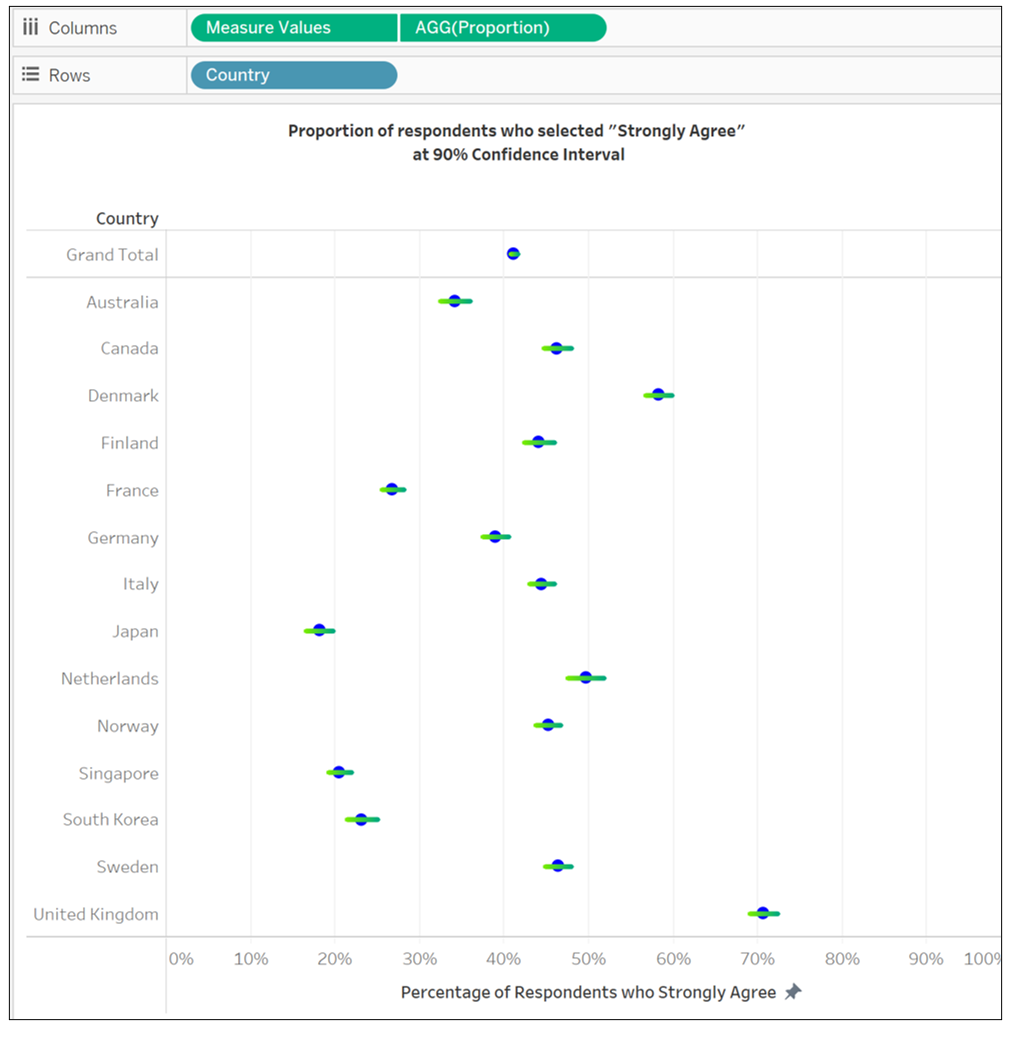 Columns Measure Values AGG(Proportion)
Rows Country
Proportion of respondents who selected "Strongly Agree"
at 90% Confidence Interval
Country
Grand Total
Australia
Canada
Denmark
Finland
France
Germany
Italy
Japan
Netherlands
Norway
Singapore
South Korea
Sweden
United Kingdom
0% 10% 20% 30% 40% 50% 60% 70% 80% 90% 100%
Percentage of Respondents who Strongly Agree